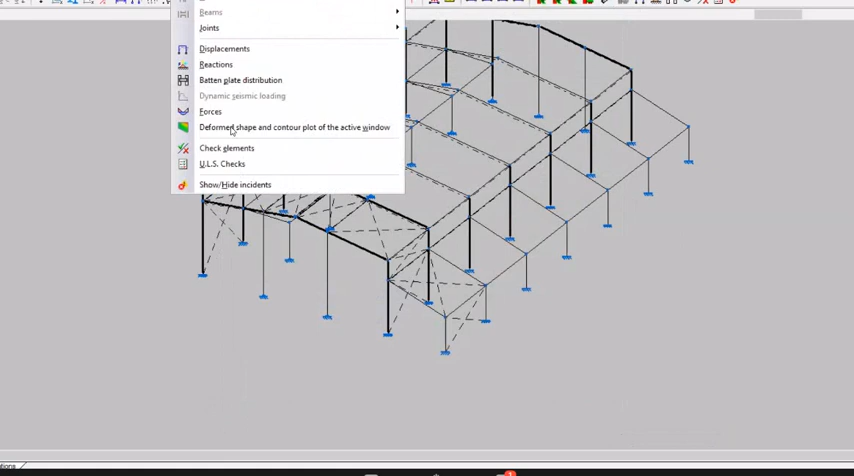 Beams
Joints
Displacements
Reactions
Batten plate distribution
Dynamic seismic loading
Forces
Deformed shape and contour plot of the active window
Check elements
U.L.S. Checks
Show/Hide incidents